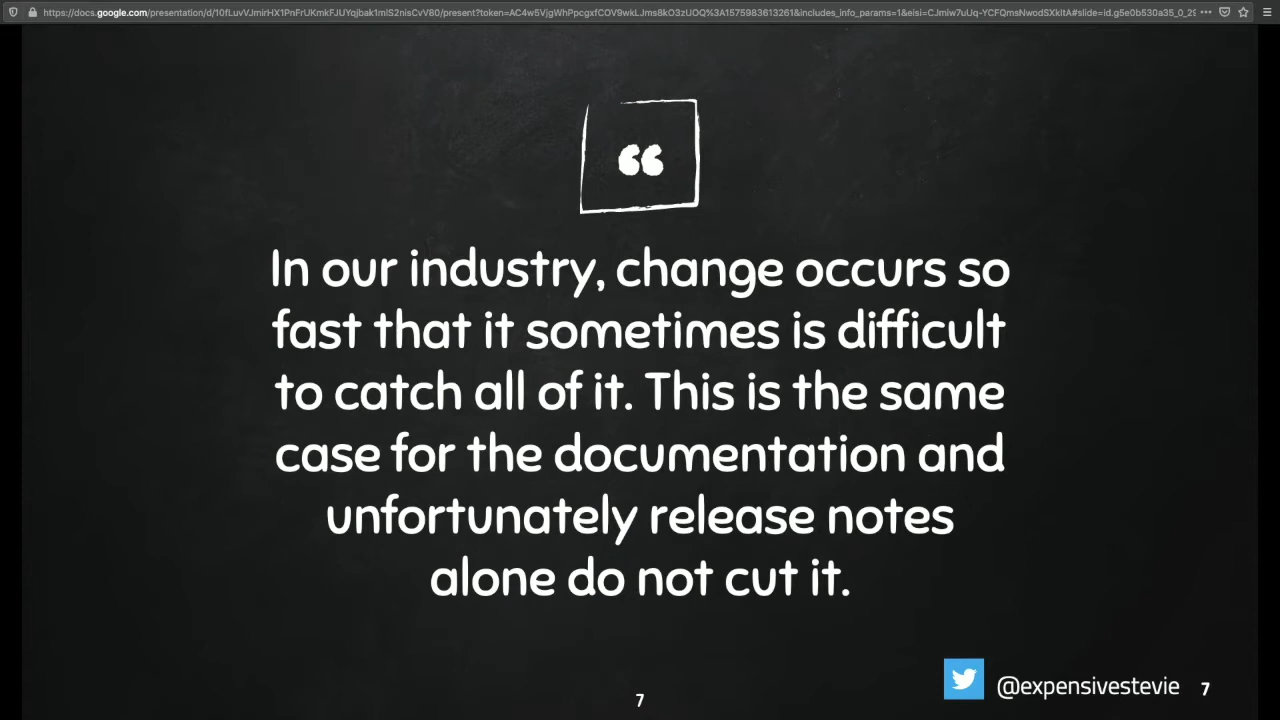 “
In our industry, change occurs so
fast that it sometimes is difficult
to catch all of it. This is the same
case for the documentation and
unfortunately release notes
alone do not cut it.
@expensivestevie 7
7